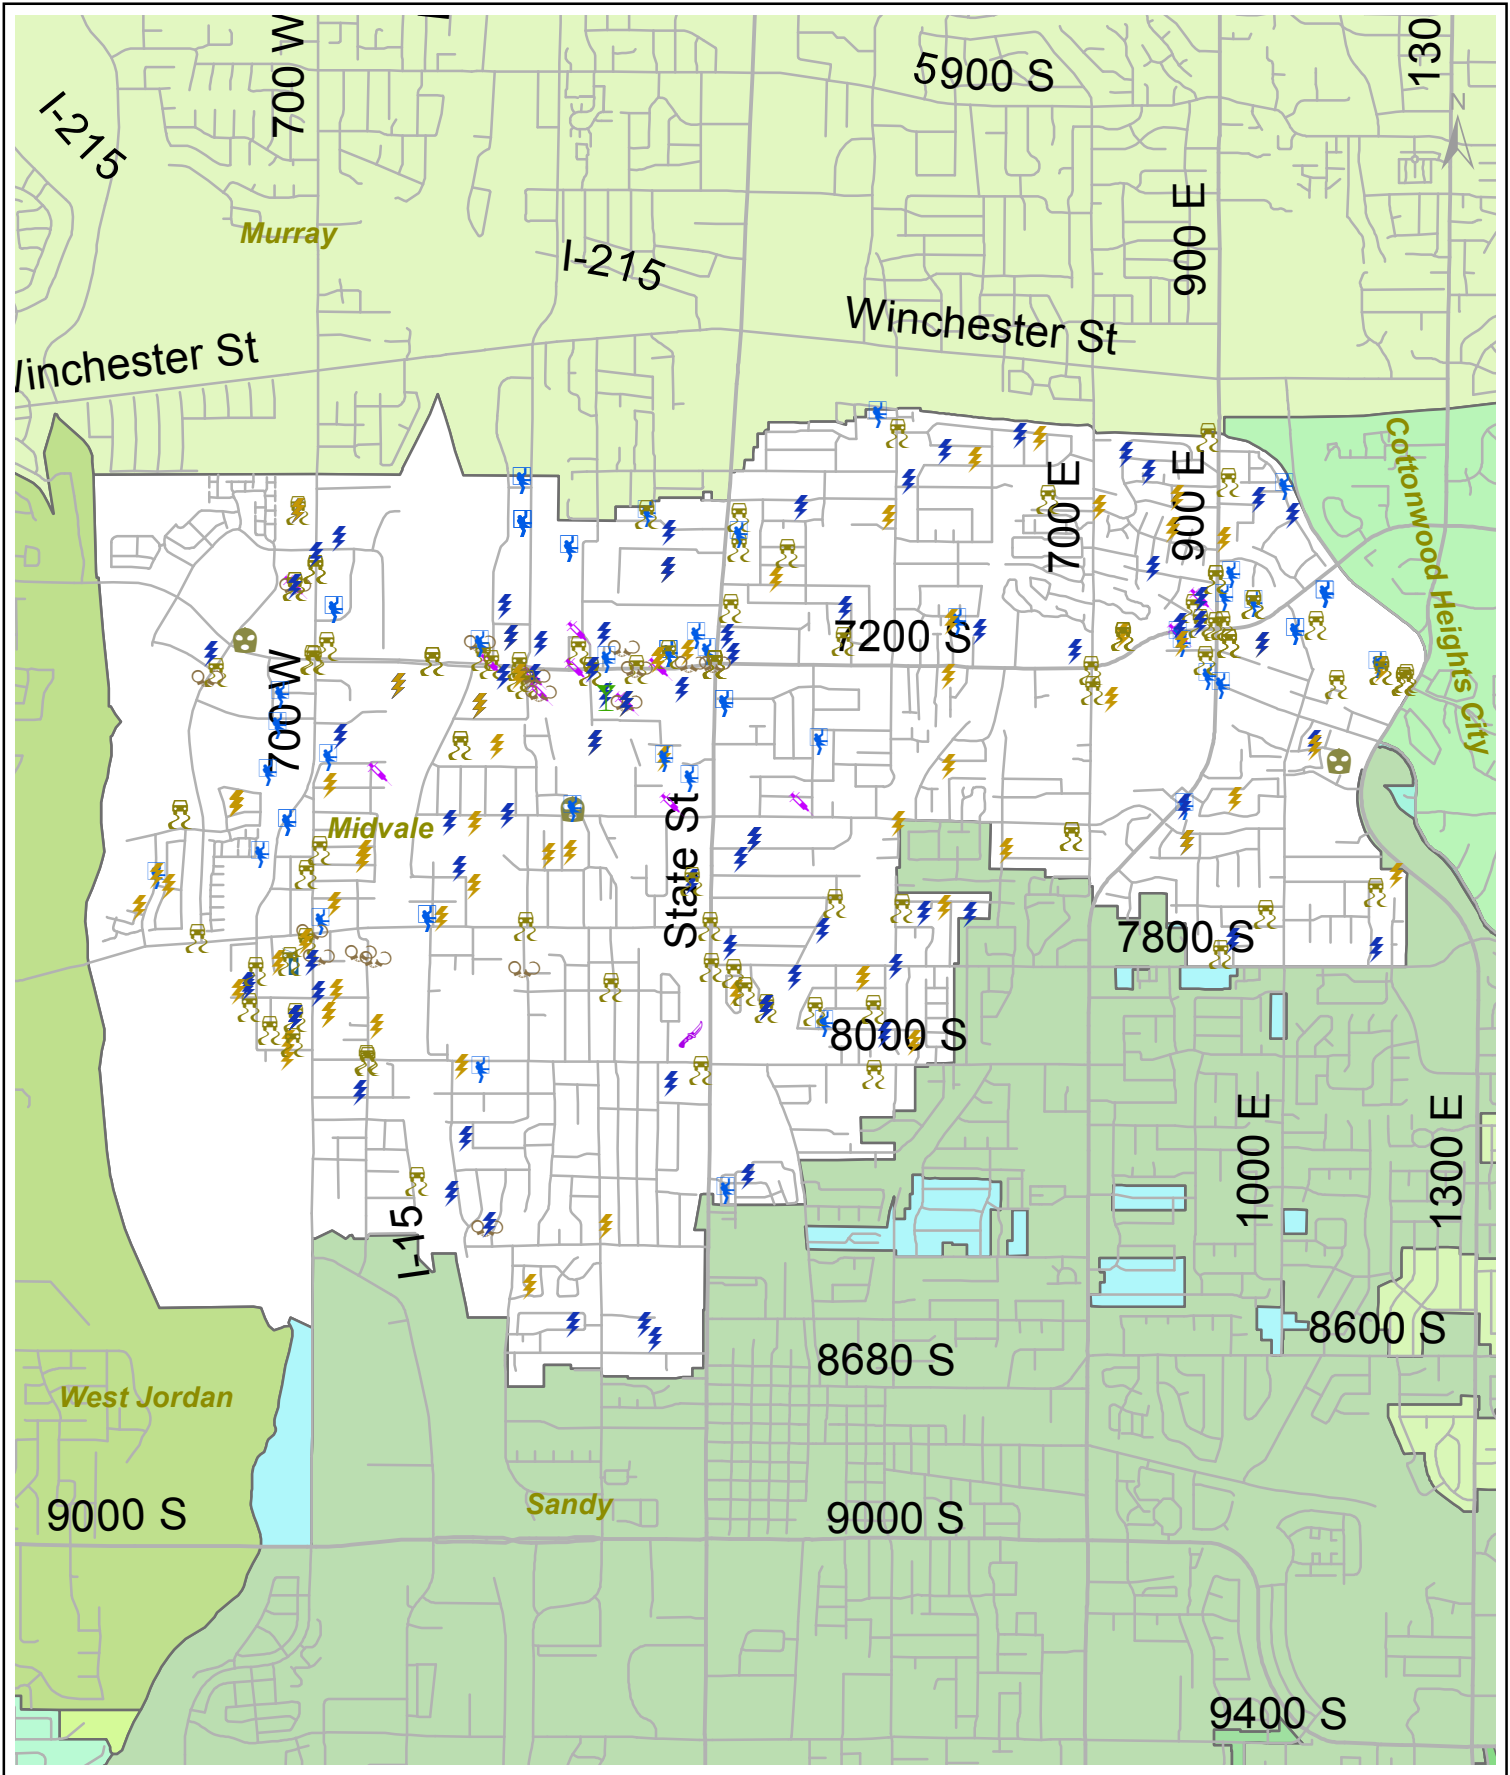 700 W
5900 S
130
I-215
N
Murray
900 E
I-215
Winchester St
Winchester St
Cottonwood Heights City
700 E
900 E
7200 S
700 W
Midvale
State St
7800 S
8000 S
1000 E
1300 E
I-15
8600 S
8680 S
West Jordan
Sandy
9000 S
9000 S
9400 S